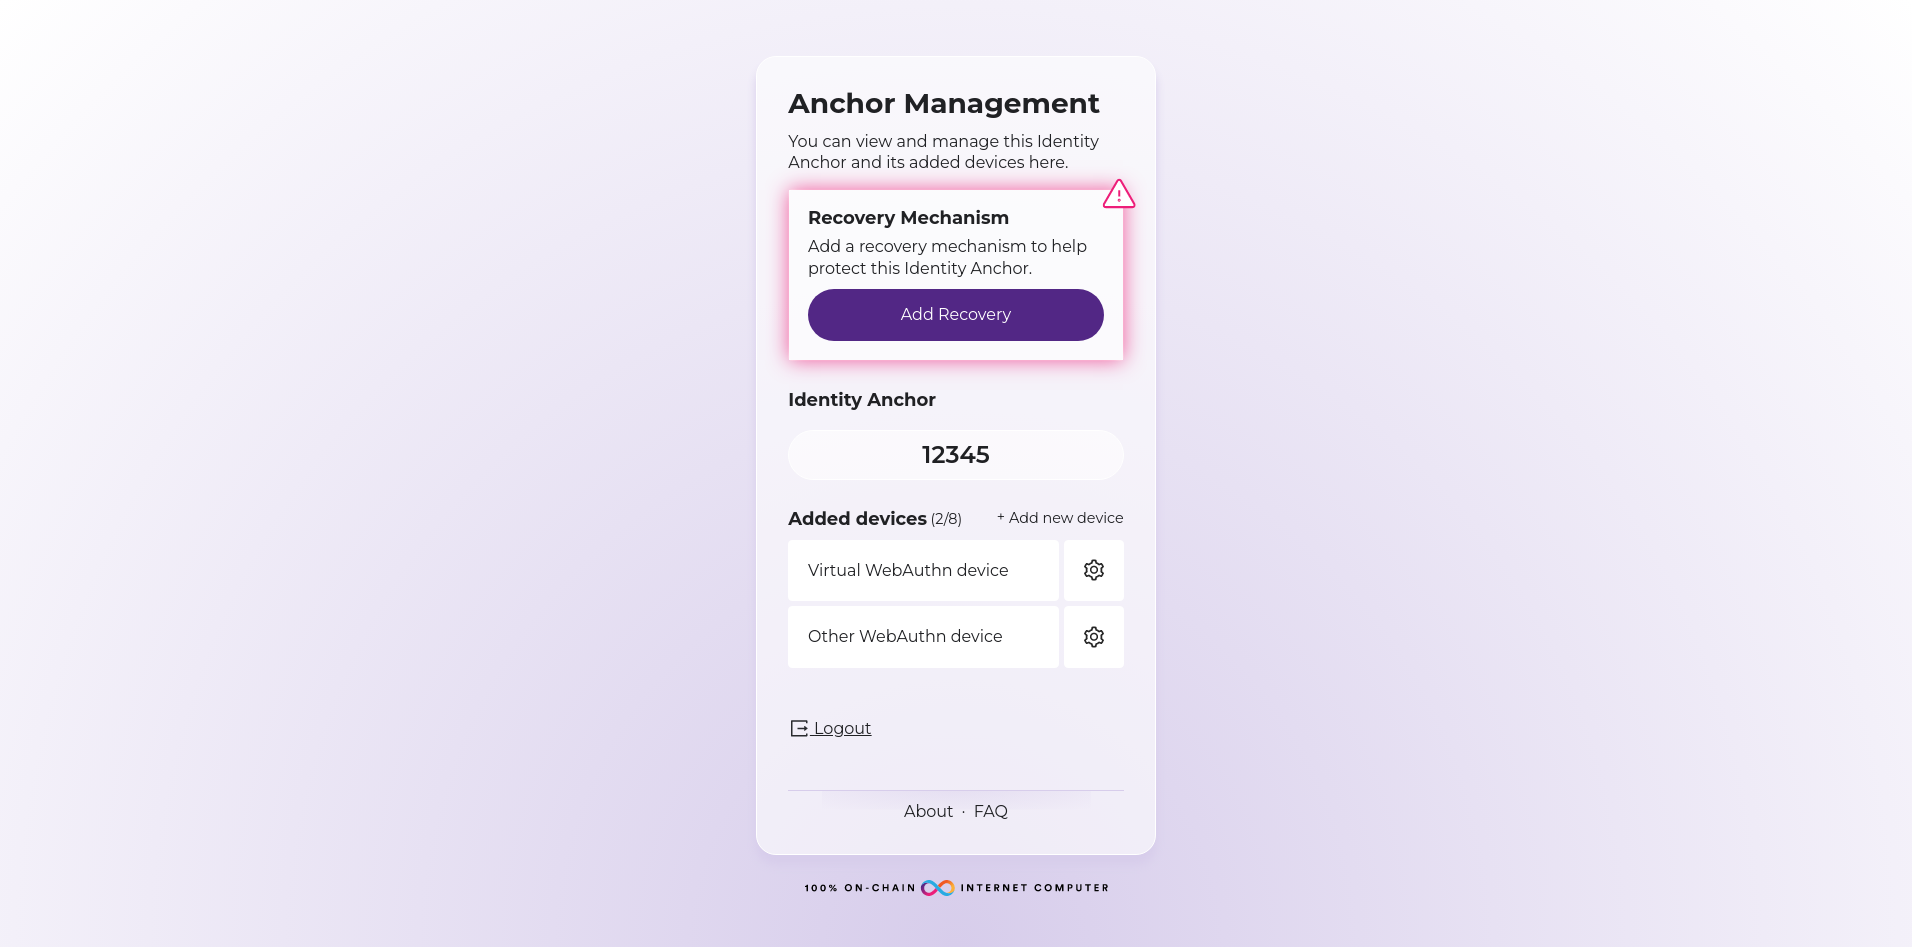 Anchor Management
You can view and manage this Identity
Anchor and its added devices here.
Recovery Mechanism
Add a recovery mechanism to help
protect this Identity Anchor.
Add Recovery
Identity Anchor
12345
Added devices (2/8) + Add new device
Virtual WebAuthn device
Other WebAuthn device
Logout
About · FAQ
100% ON-CHAIN INTERNET COMPUTER